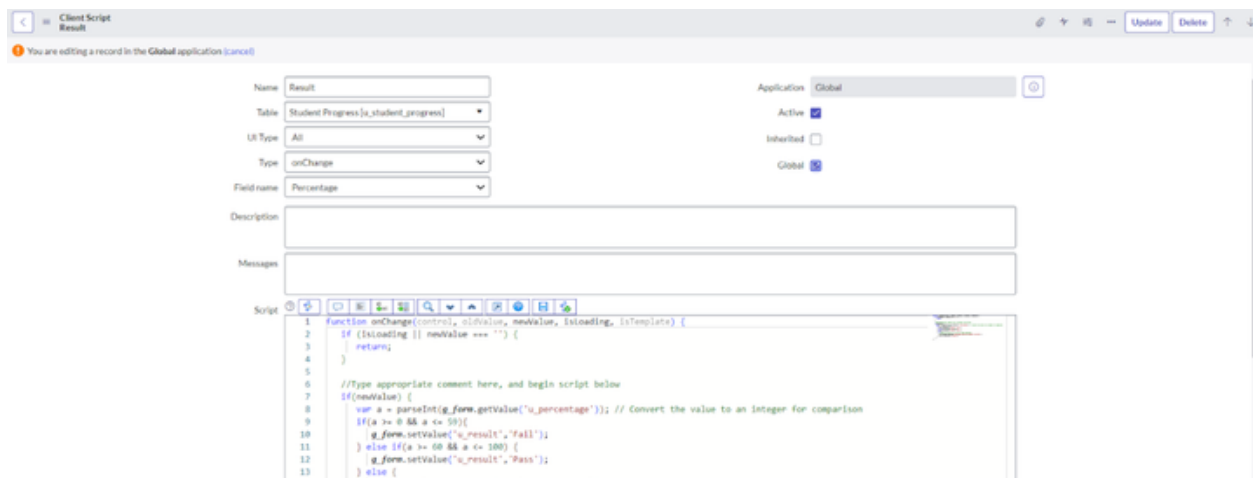 Client Script
Result
Update
Delete
You are editing a record in the Global application (cancel)
Name
Result
Application
Global
Table
Student Progress [u_student_progress]
Active
UI Type
All
Inherited
Type
onChange
Global
Field name
Percentage
Description
Messages
Script
1 function onChange(control, oldValue, newValue, isLoading, isTemplate) {
2 if (isLoading || newValue === '') {
3 return;
4 }
5
6 //Type appropriate comment here, and begin script below
7 if(newValue) {
8 var a = parseInt(g_form.getValue('u_percentage')); // Convert the value to an integer for comparison
9 if(a >= 0 && a <= 59){
10 g_form.setValue('u_result','Fail');
11 } else if(a >= 60 && a <= 100) {
12 g_form.setValue('u_result','Pass');
13 } else {